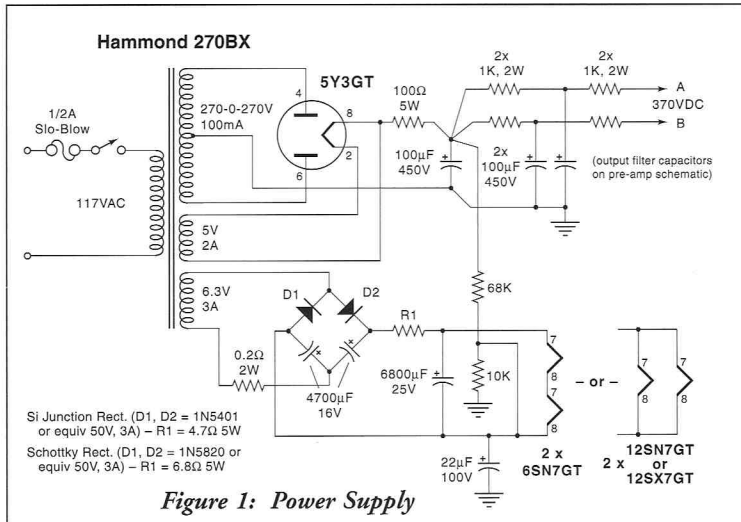 Hammond 270BX
5Y3GT
1/2A
Slo-Blow
117VAC
270-0-270V
100mA
4
6
8
2
100Ω
5W
2x
1K, 2W
2x
1K, 2W
A
370VDC
B
100µF
450V
+
2x
100µF
450V
+
+
(output filter capacitors
on pre-amp schematic)
5V
2A
6.3V
3A
D1
D2
R1
68K
0.2Ω
2W
+
+
4700µF
16V
6800µF
25V
+
10K
7
8
7
8
– or –
7
8
7
8
2 x
6SN7GT
2 x
12SN7GT
or
12SX7GT
22µF
100V
+
Si Junction Rect. (D1, D2 = 1N5401
or equiv 50V, 3A) – R1 = 4.7Ω 5W
Schottky Rect. (D1, D2 = 1N5820 or
equiv 50V, 3A) – R1 = 6.8Ω 5W
Figure 1: Power Supply